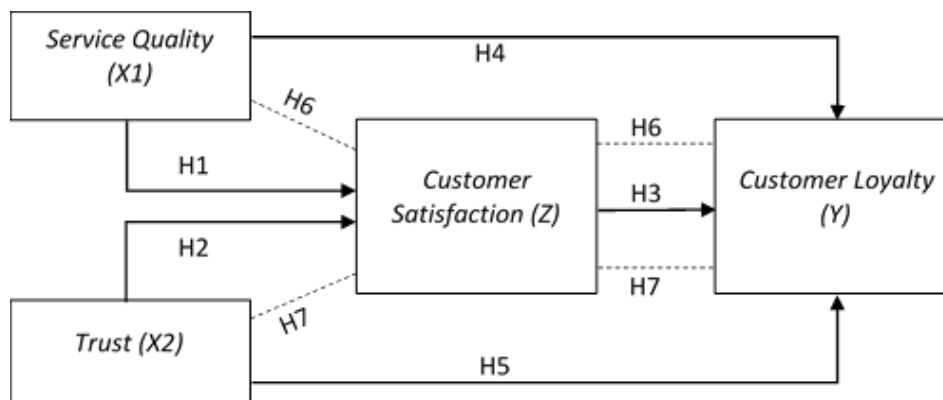 Service Quality
(X1)
H4
H6
H1
Customer
Satisfaction (Z)
H6
H3
H7
Customer Loyalty
(Y)
H2
H7
Trust (X2)
H5